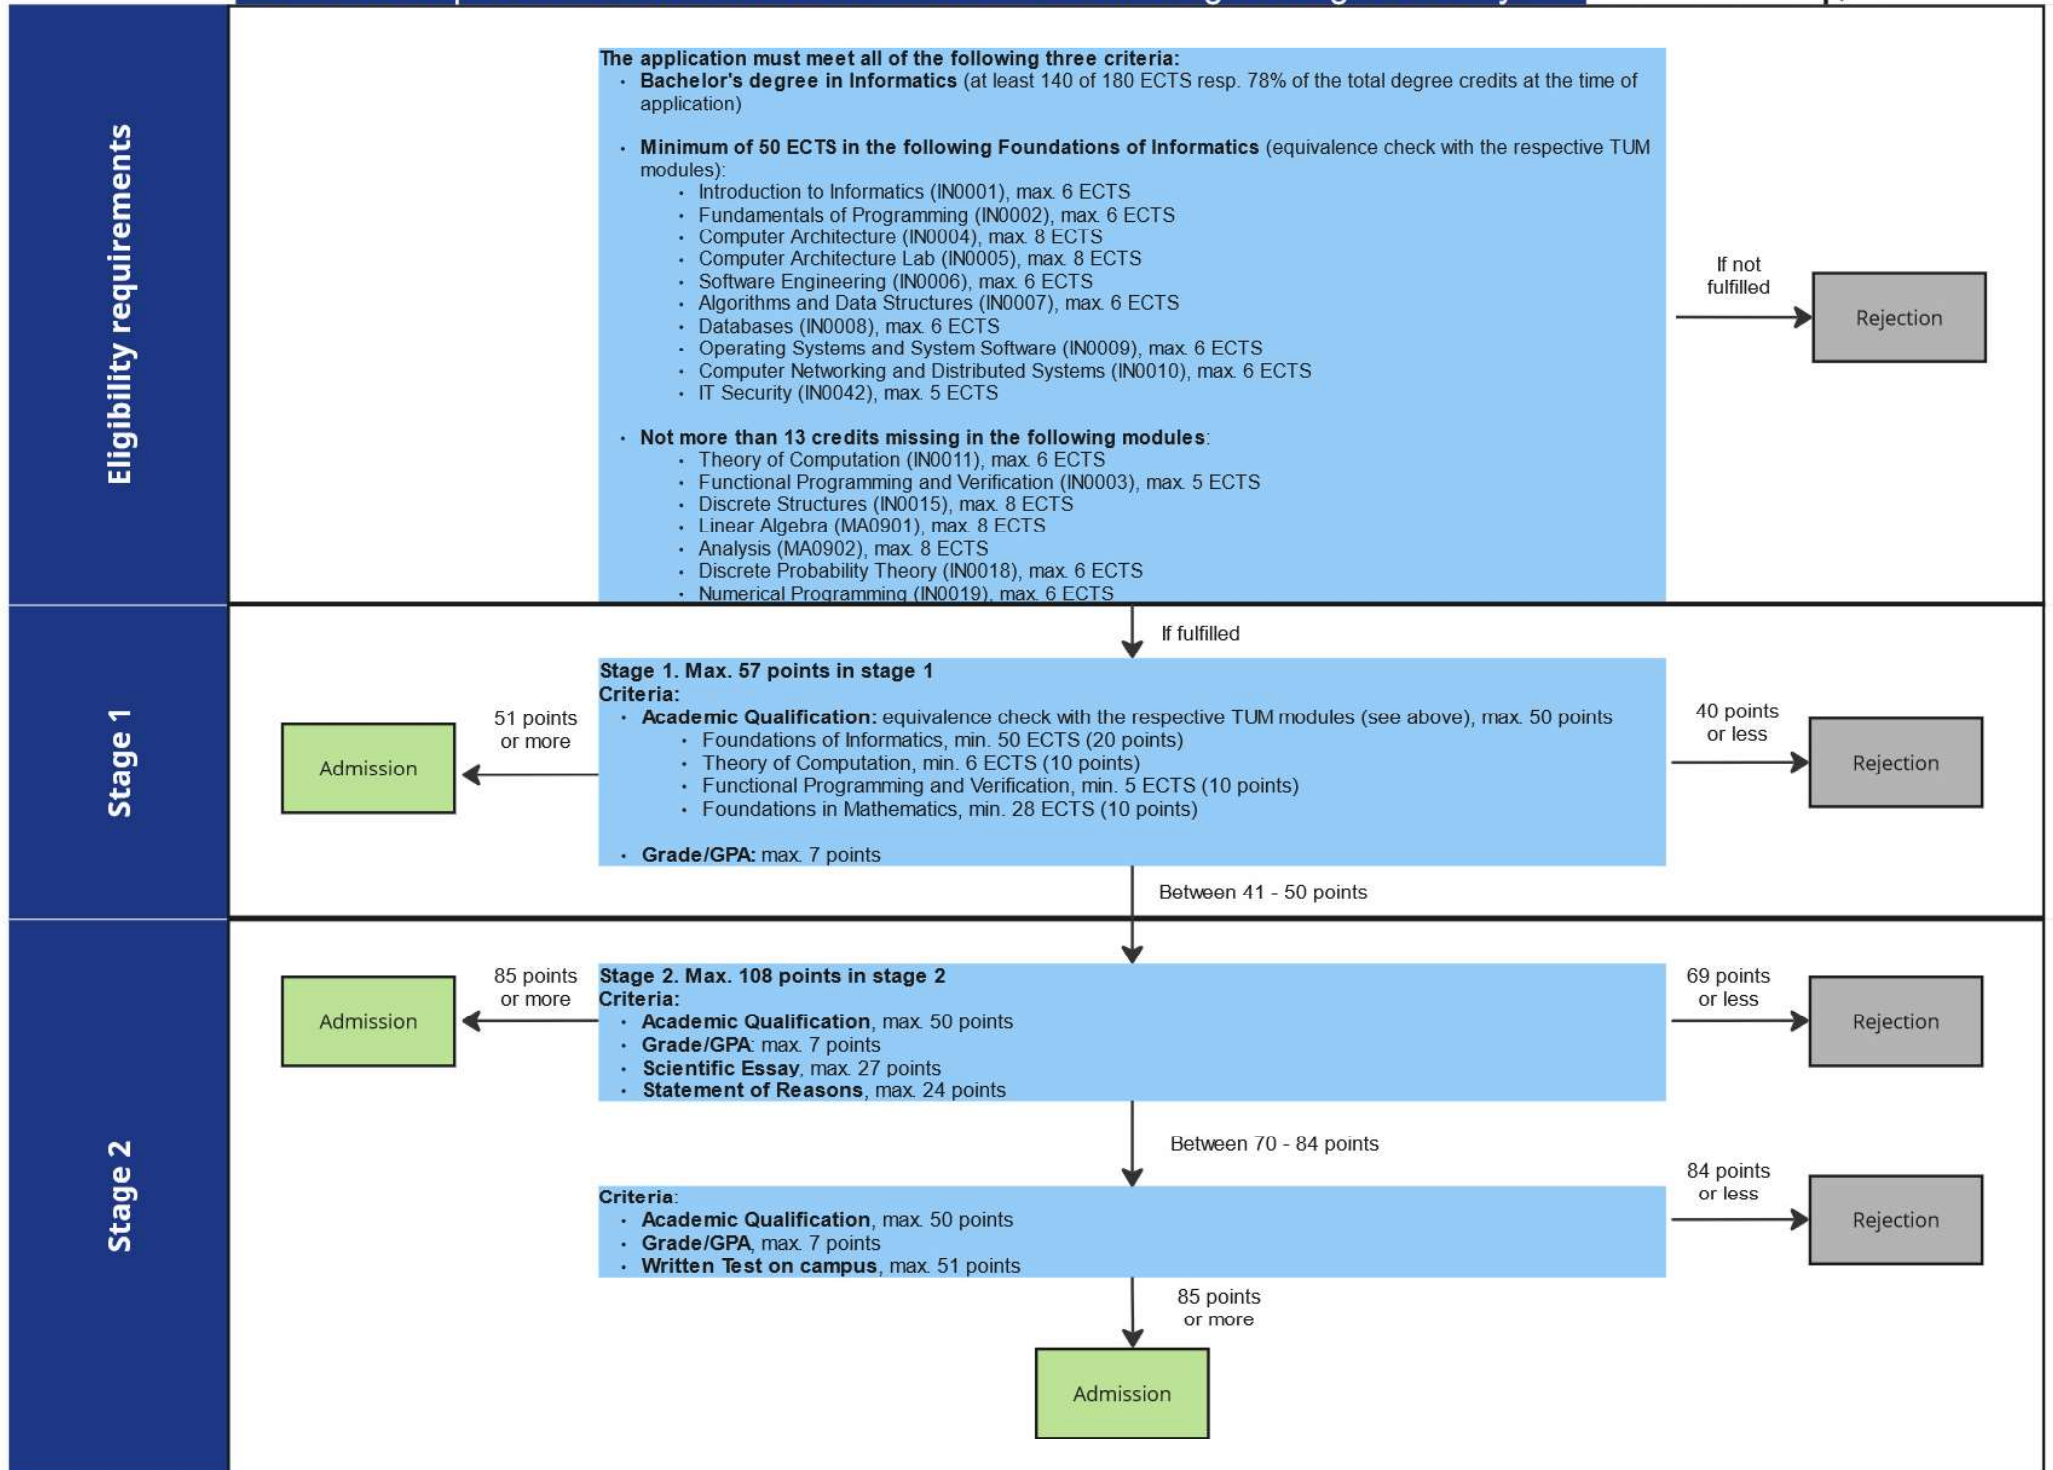 Eligibility requirements
The application must meet all of the following three criteria:
· Bachelor's degree in Informatics (at least 140 of 180 ECTS resp. 78% of the total degree credits at the time of
application)
· Minimum of 50 ECTS in the following Foundations of Informatics (equivalence check with the respective TUM
modules):
· Introduction to Informatics (IN0001), max. 6 ECTS
· Fundamentals of Programming (IN0002), max. 6 ECTS
· Computer Architecture (IN0004), max. 8 ECTS
· Computer Architecture Lab (IN0005), max. 8 ECTS
· Software Engineering (IN0006), max. 6 ECTS
· Algorithms and Data Structures (IN0007), max. 6 ECTS
· Databases (IN0008), max. 6 ECTS
· Operating Systems and System Software (IN0009), max. 6 ECTS
· Computer Networking and Distributed Systems (IN0010), max. 6 ECTS
· IT Security (IN0042), max. 5 ECTS
· Not more than 13 credits missing in the following modules:
· Theory of Computation (IN0011), max. 6 ECTS
· Functional Programming and Verification (IN0003), max. 5 ECTS
· Discrete Structures (IN0015), max. 8 ECTS
· Linear Algebra (MA0901), max. 8 ECTS
· Analysis (MA0902), max. 8 ECTS
· Discrete Probability Theory (IN0018), max. 6 ECTS
· Numerical Programming (IN0019), max. 6 ECTS
If not
fulfilled
Rejection
If fulfilled
Stage 1
Stage 1. Max. 57 points in stage 1
Criteria:
· Academic Qualification: equivalence check with the respective TUM modules (see above), max. 50 points
· Foundations of Informatics, min. 50 ECTS (20 points)
· Theory of Computation, min. 6 ECTS (10 points)
· Functional Programming and Verification, min. 5 ECTS (10 points)
· Foundations in Mathematics, min. 28 ECTS (10 points)
· Grade/GPA: max. 7 points
51 points
or more
Admission
40 points
or less
Rejection
Between 41 - 50 points
Stage 2
Stage 2. Max. 108 points in stage 2
Criteria:
· Academic Qualification, max. 50 points
· Grade/GPA: max. 7 points
· Scientific Essay, max. 27 points
· Statement of Reasons, max. 24 points
85 points
or more
Admission
69 points
or less
Rejection
Between 70 - 84 points
Criteria:
· Academic Qualification, max. 50 points
· Grade/GPA, max. 7 points
· Written Test on campus, max. 51 points
84 points
or less
Rejection
85 points
or more
Admission